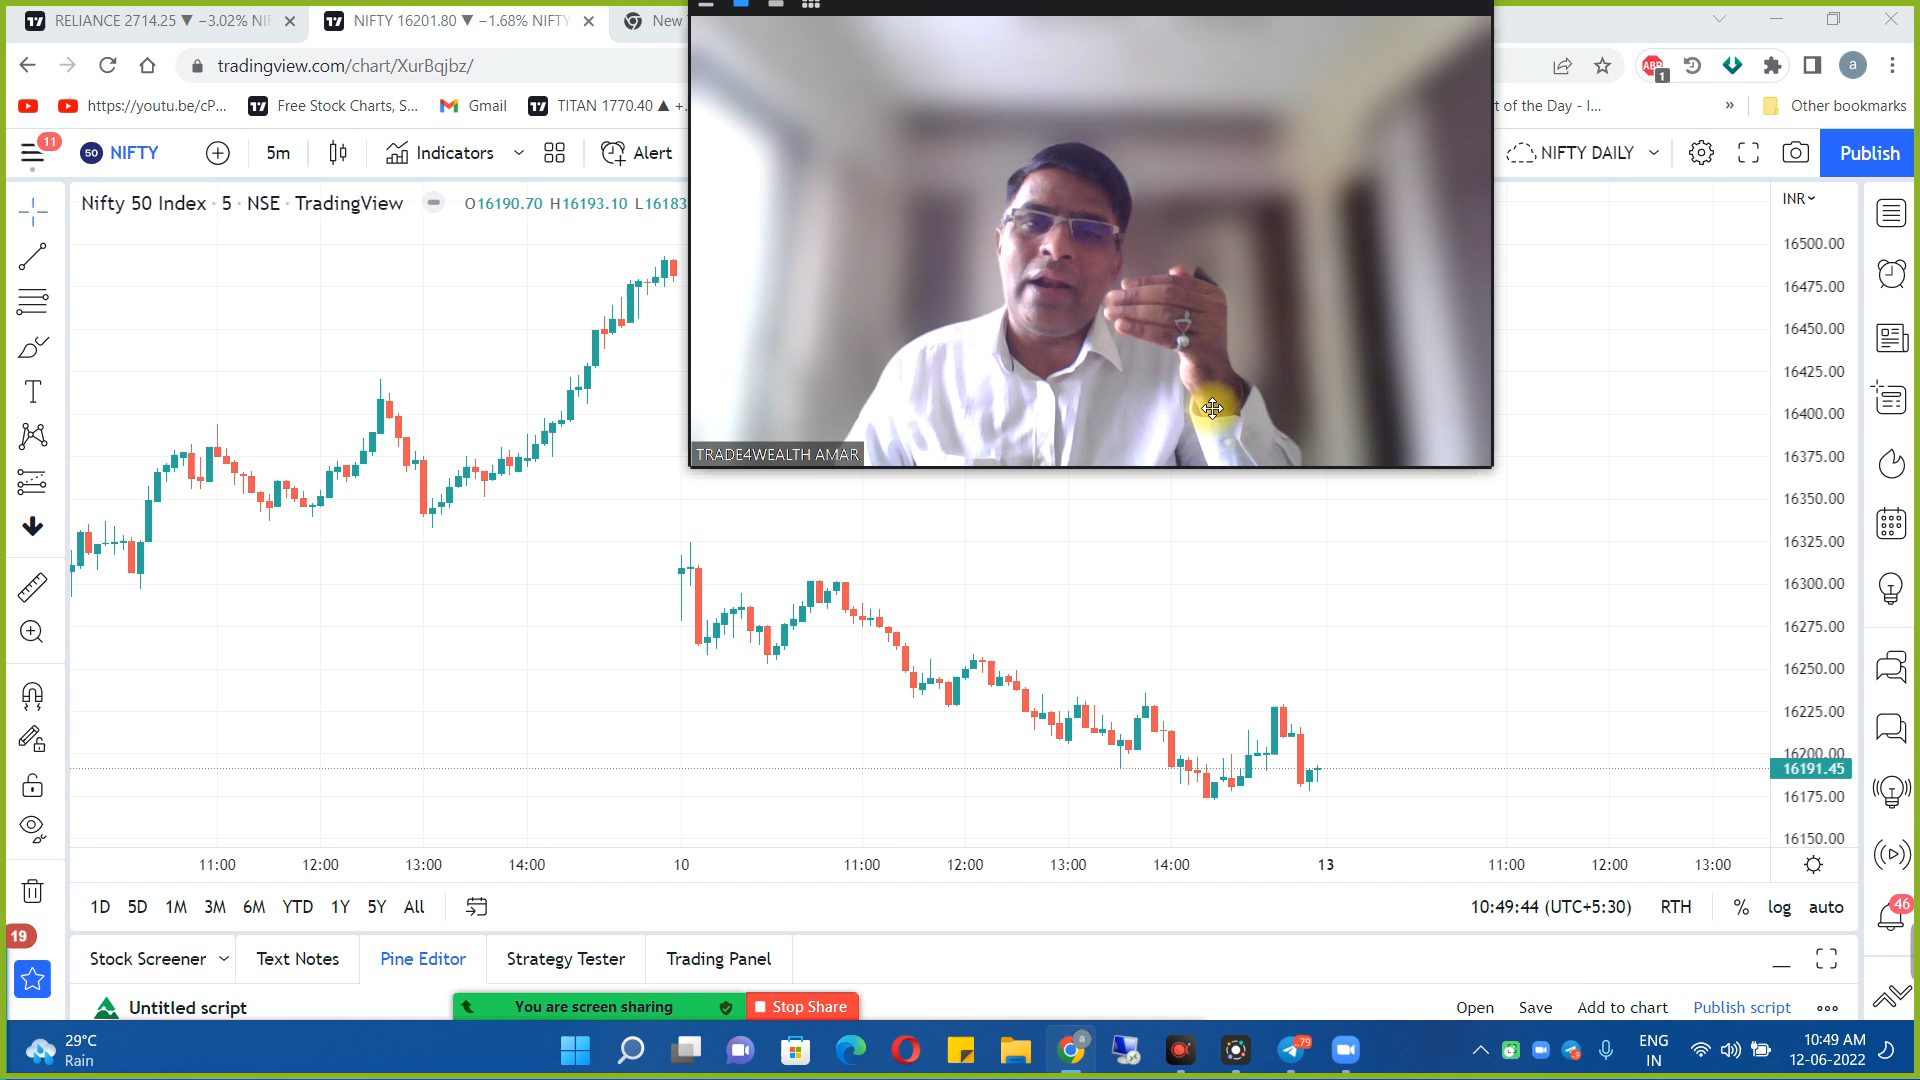 RELIANCE 2714.25 ▼ −3.02% NIF
NIFTY 16201.80 ▼ −1.68% NIFTY
New
tradingview.com/chart/XurBqjbz/
ABP
1
a
https://youtu.be/cP...
Free Stock Charts, S...
Gmail
TITAN 1770.40 ▲ +.
t of the Day - I...
»
Other bookmarks
11
50
NIFTY
5m
Indicators
Alert
NIFTY DAILY
Publish
Nifty 50 Index · 5 · NSE · TradingView
O16190.70 H16193.10 L16183
INR
16500.00
16475.00
16450.00
16425.00
16400.00
16375.00
16350.00
16325.00
16300.00
16275.00
16250.00
16225.00
16200.00
16191.45
16175.00
16150.00
TRADE4WEALTH AMAR
11:00
12:00
13:00
14:00
10
11:00
12:00
13:00
14:00
13
11:00
12:00
13:00
1D 5D 1M 3M 6M YTD 1Y 5Y All
10:49:44 (UTC+5:30)
RTH
% log auto
46
19
Stock Screener
Text Notes
Pine Editor
Strategy Tester
Trading Panel
Untitled script
You are screen sharing
Stop Share
Open
Save
Add to chart
Publish script
29°C
Rain
a
79
ENG
IN
10:49 AM
12-06-2022